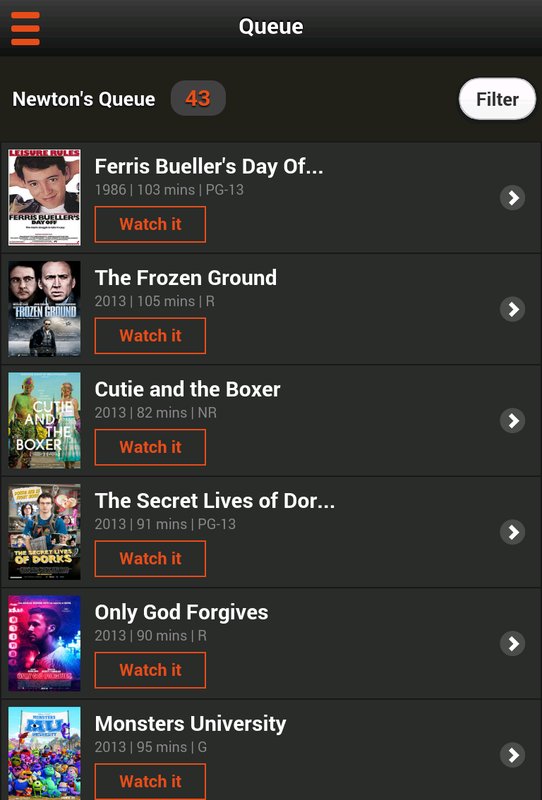 Queue
Newton's Queue 43
Filter
LEISURE RULES
FERRIS BUELLER'S
DAY OFF
Ferris Bueller's Day Of...
1986 | 103 mins | PG-13
Watch it
FROZEN GROUND
The Frozen Ground
2013 | 105 mins | R
Watch it
CUTIE
AND
THE
BOXER
Cutie and the Boxer
2013 | 82 mins | NR
Watch it
THE SECRET LIVES
OF DORKS
The Secret Lives of Dor...
2013 | 91 mins | PG-13
Watch it
ONLY GOD FORGIVES
Only God Forgives
2013 | 90 mins | R
Watch it
MONSTERS
MU
UNIVERSITY
Monsters University
2013 | 95 mins | G
Watch it